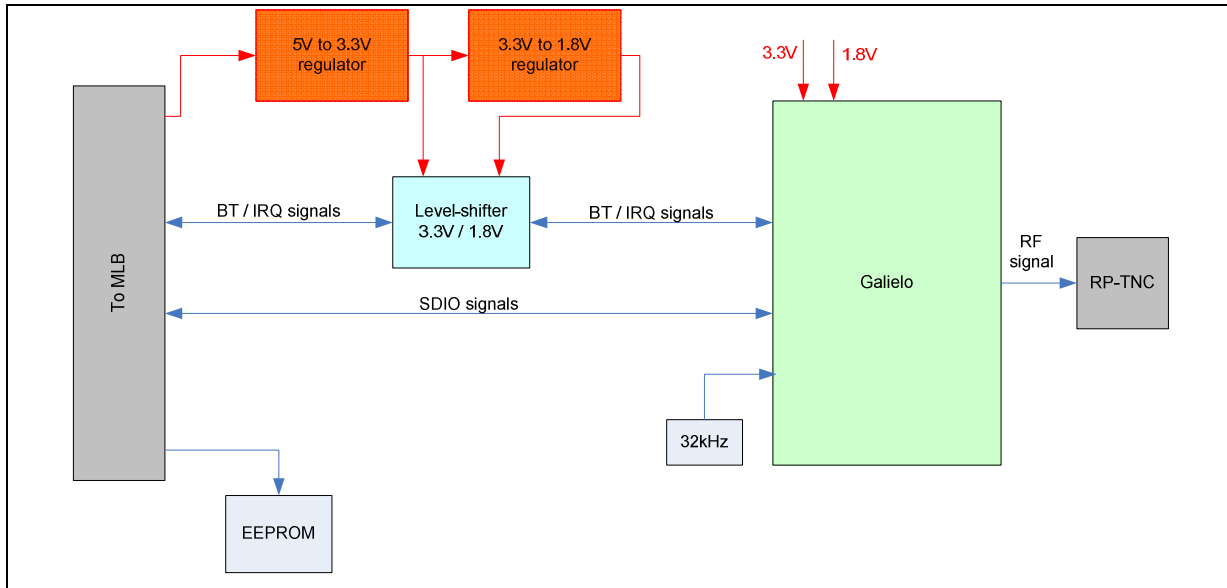 5V to 3.3V
regulator
3.3V to 1.8V
regulator
3.3V
1.8V
To MLB
BT / IRQ signals
Level-shifter
3.3V / 1.8V
BT / IRQ signals
SDIO signals
Galielo
RF
signal
RP-TNC
32kHz
EEPROM